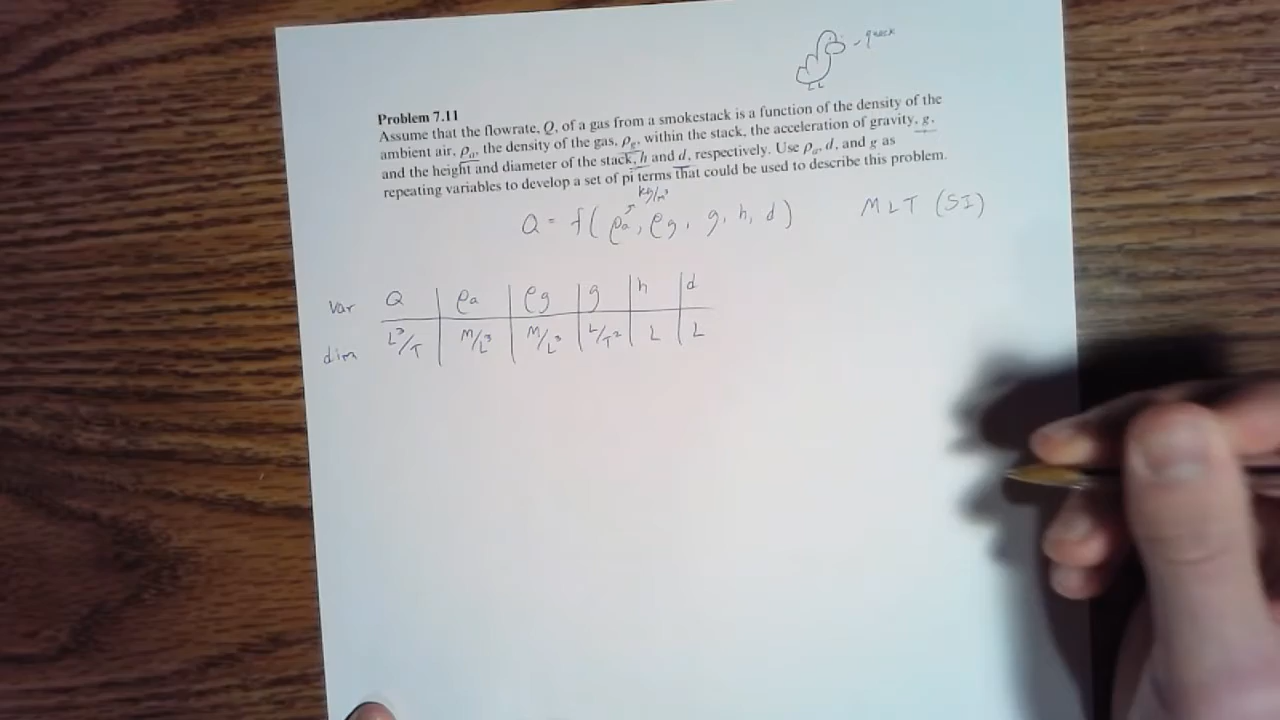 - quack
Problem 7.11
Assume that the flowrate, Q, of a gas from a smokestack is a function of the density of the
ambient air, ρa, the density of the gas, ρg, within the stack, the acceleration of gravity, g,
and the height and diameter of the stack, h and d, respectively. Use ρa, d, and g as
repeating variables to develop a set of pi terms that could be used to describe this problem.
kg/m³
Q = f( ρa, ρg, g, h, d) MLT (SI)
var Q ρa ρg g h d
dim L³/T M/L³ M/L³ L/T² L L